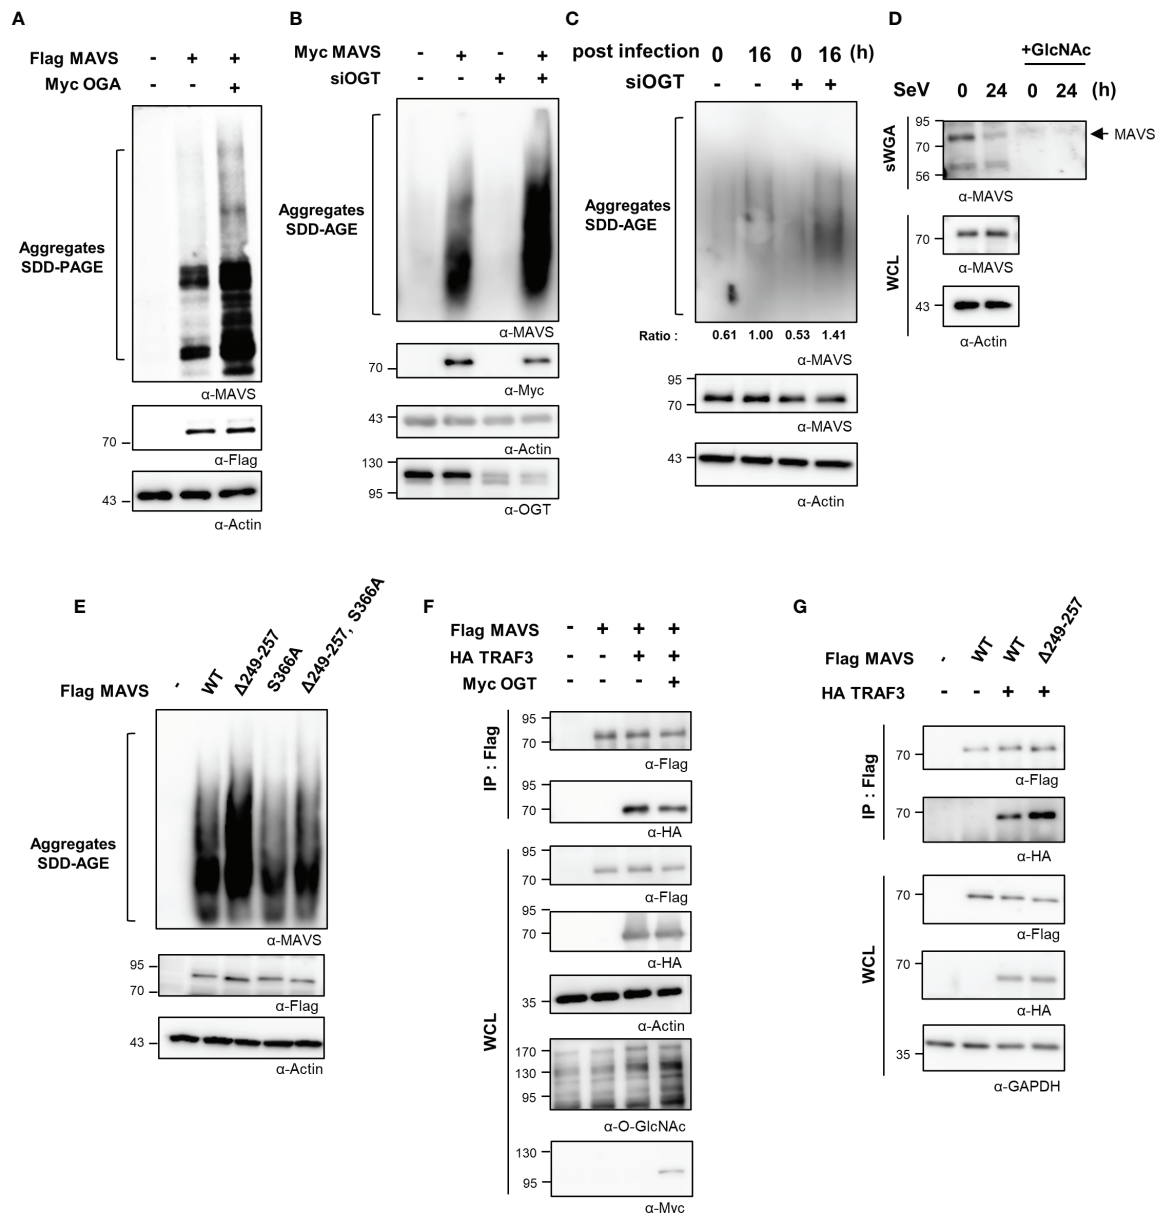 A
Flag MAVS - + +
Myc OGA - - +
Aggregates
SDD-PAGE
α-MAVS
70
α-Flag
43
α-Actin
B
Myc MAVS - + - +
siOGT - - + +
Aggregates
SDD-AGE
α-MAVS
70
α-Myc
43
α-Actin
130
95
α-OGT
C
post infection 0 16 0 16 (h)
siOGT - - + +
Aggregates
SDD-AGE
Ratio : 0.61 1.00 0.53 1.41
α-MAVS
95
70
α-MAVS
43
α-Actin
D
+GlcNAc
SeV 0 24 0 24 (h)
sWGA
95
70
56
MAVS
α-MAVS
WCL
70
α-MAVS
43
α-Actin
E
Flag MAVS - WT Δ249-257 S366A Δ249-257, S366A
Aggregates
SDD-AGE
α-MAVS
95
70
α-Flag
43
α-Actin
F
Flag MAVS - + + +
HA TRAF3 - - + +
Myc OGT - - - +
IP : Flag
95
70
α-Flag
95
70
α-HA
WCL
95
70
α-Flag
95
70
α-HA
35
α-Actin
170
130
95
α-O-GlcNAc
130
95
α-Myc
G
Flag MAVS - WT WT Δ249-257
HA TRAF3 - - + +
IP : Flag
70
α-Flag
70
α-HA
WCL
70
α-Flag
70
α-HA
35
α-GAPDH